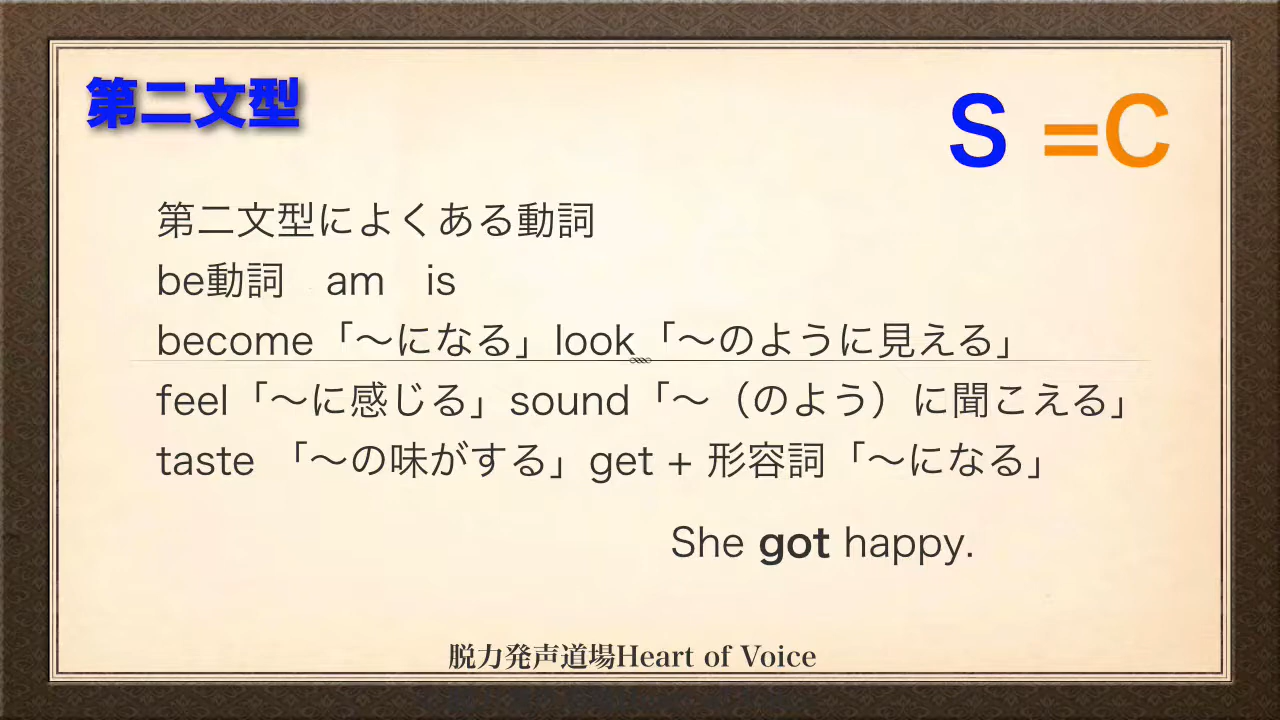 第二文型
S =C
第二文型によくある動詞
be動詞　am　is
become「〜になる」look「〜のように見える」
feel「〜に感じる」sound「〜（のよう）に聞こえる」
taste 「〜の味がする」get + 形容詞「〜になる」
She got happy.
脱力発声道場Heart of Voice